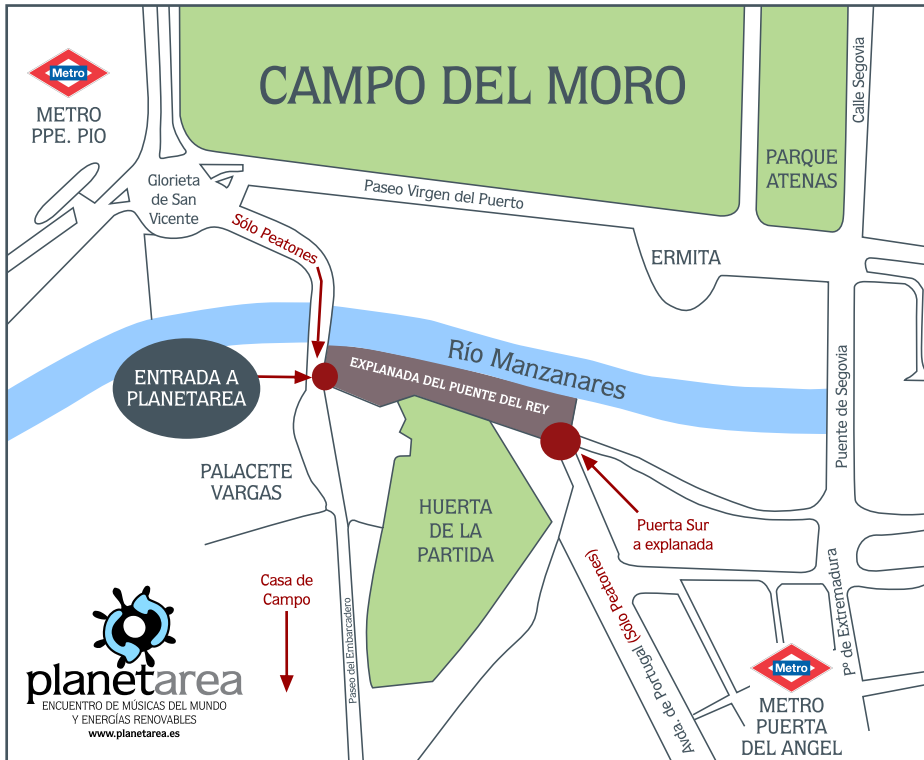 CAMPO DEL MORO
Metro
METRO
PPE. PIO
Calle Segovia
PARQUE
ATENAS
Glorieta
de San
Vicente
Paseo Virgen del Puerto
Sólo Peatones
ERMITA
Río Manzanares
EXPLANADA DEL PUENTE DEL REY
ENTRADA A
PLANETAREA
Puente de Segovia
PALACETE
VARGAS
HUERTA
DE LA
PARTIDA
Puerta Sur
a explanada
Casa de
Campo
Paseo del Embarcadero
Avda. de Portugal (Sólo Peatones)
Pº de Extremadura
Metro
METRO
PUERTA
DEL ANGEL
planetarea
ENCUENTRO DE MÚSICAS DEL MUNDO
Y ENERGÍAS RENOVABLES
www.planetarea.es